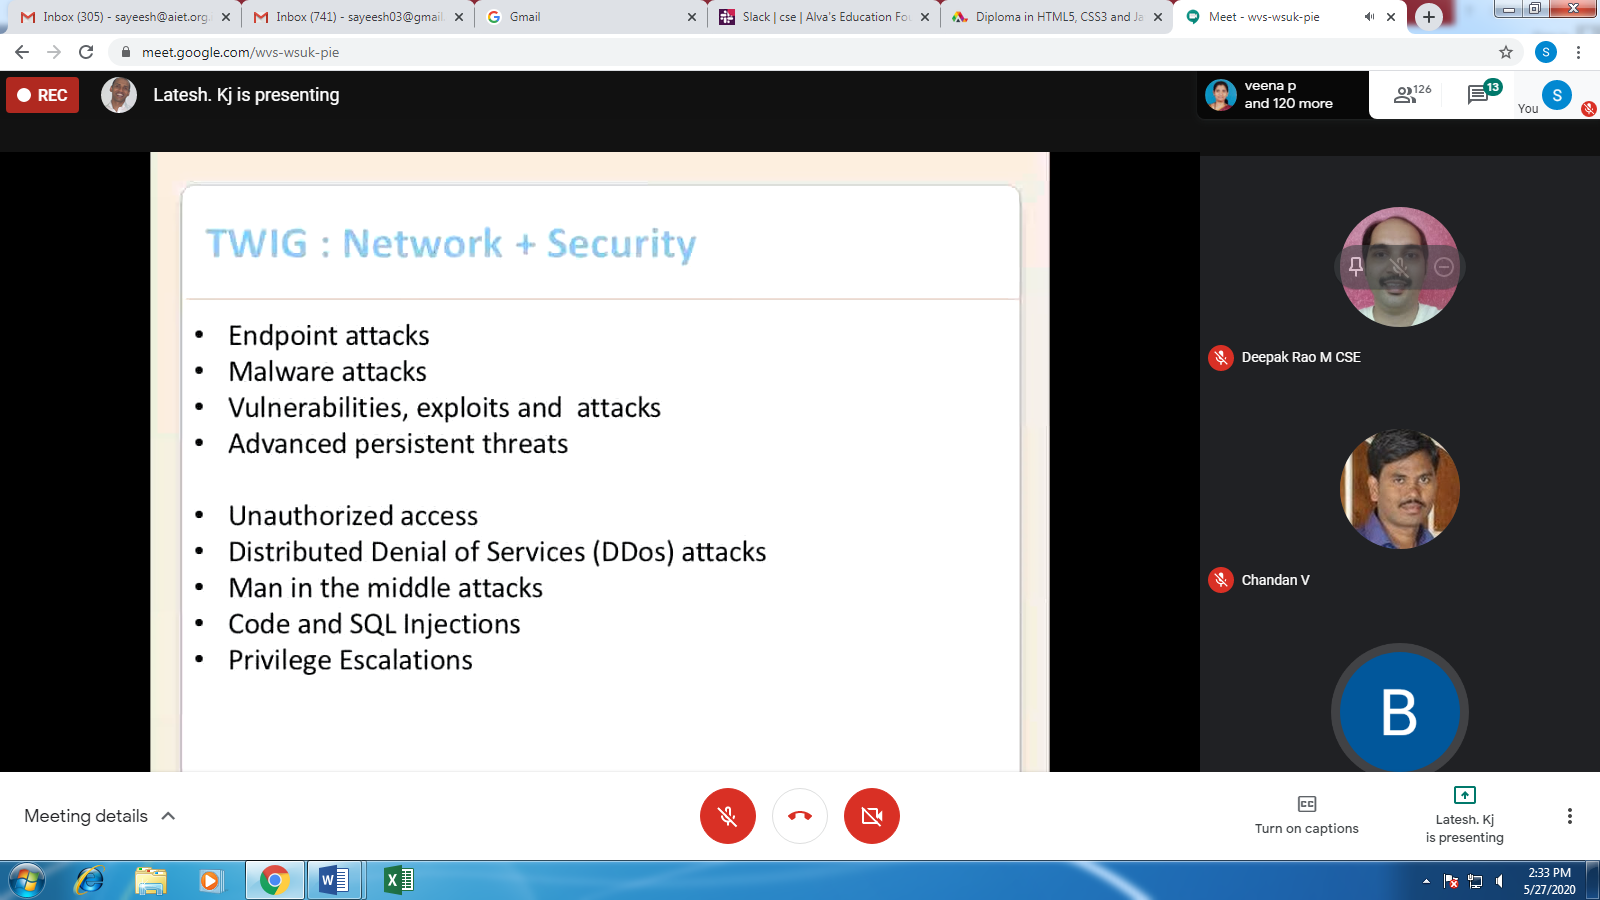 Inbox (305) - sayeesh@aiet.org.
Inbox (741) - sayeesh03@gmail.
Gmail
Slack | cse | Alva's Education Fou
Diploma in HTML5, CSS3 and Ja
Meet - wvs-wsuk-pie
meet.google.com/wvs-wsuk-pie
S
REC
Latesh. Kj is presenting
veena p
and 120 more
126
13
You
S
TWIG : Network + Security
• Endpoint attacks
• Malware attacks
• Vulnerabilities, exploits and attacks
• Advanced persistent threats
• Unauthorized access
• Distributed Denial of Services (DDos) attacks
• Man in the middle attacks
• Code and SQL Injections
• Privilege Escalations
Deepak Rao M CSE
Chandan V
B
Meeting details
CC
Turn on captions
Latesh. Kj
is presenting
2:33 PM
5/27/2020